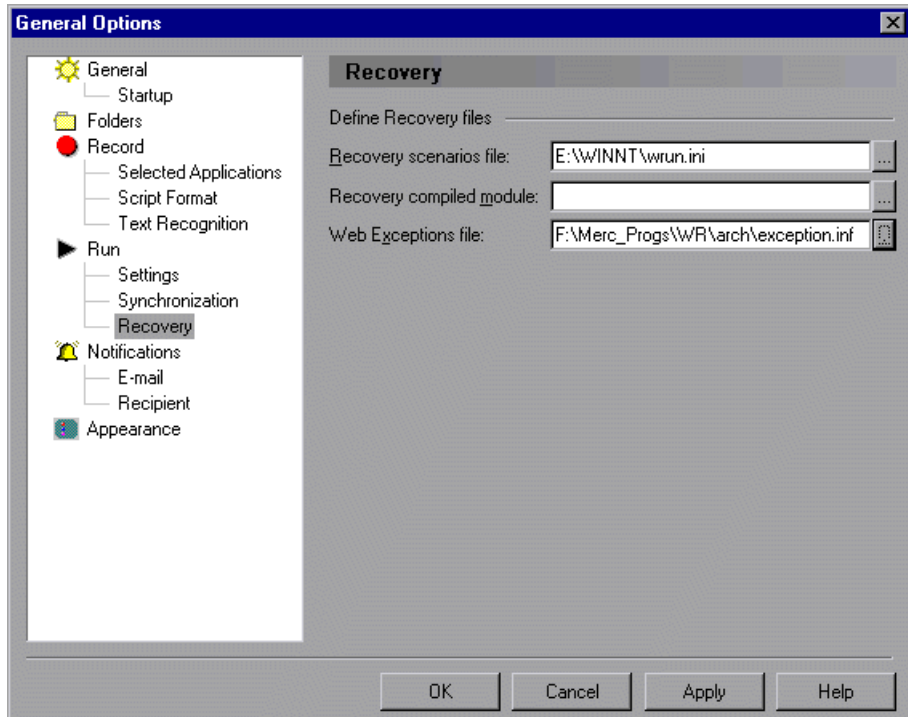 General Options
General
Startup
Folders
Record
Selected Applications
Script Format
Text Recognition
Run
Settings
Synchronization
Recovery
Notifications
E-mail
Recipient
Appearance
Recovery
Define Recovery files
Recovery scenarios file: E:\WINNT\wrun.ini ...
Recovery compiled module: ...
Web Exceptions file: F:\Merc_Progs\WR\arch\exception.inf ...
OK Cancel Apply Help